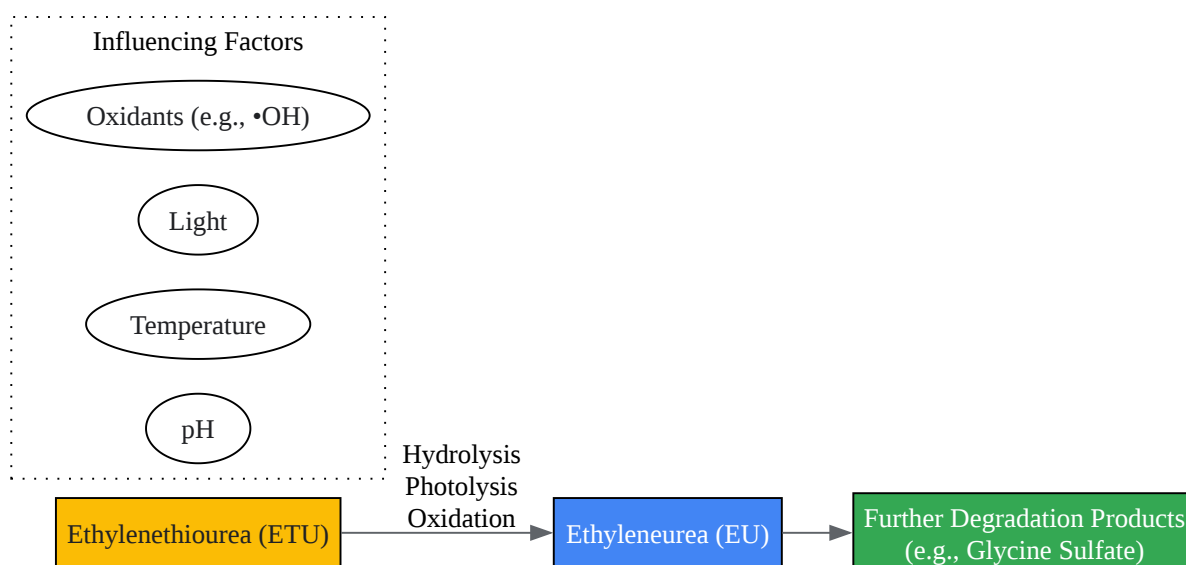 Influencing Factors
Oxidants (e.g., •OH)
Light
Temperature
pH
Hydrolysis
Photolysis
Oxidation
Ethylenethiourea (ETU)
Ethyleneurea (EU)
Further Degradation Products
(e.g., Glycine Sulfate)